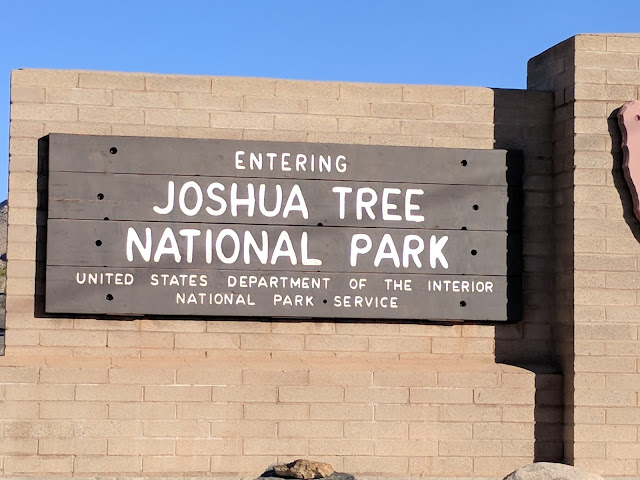 ENTERING
JOSHUA TREE
NATIONAL PARK
UNITED STATES DEPARTMENT OF THE INTERIOR
NATIONAL PARK SERVICE